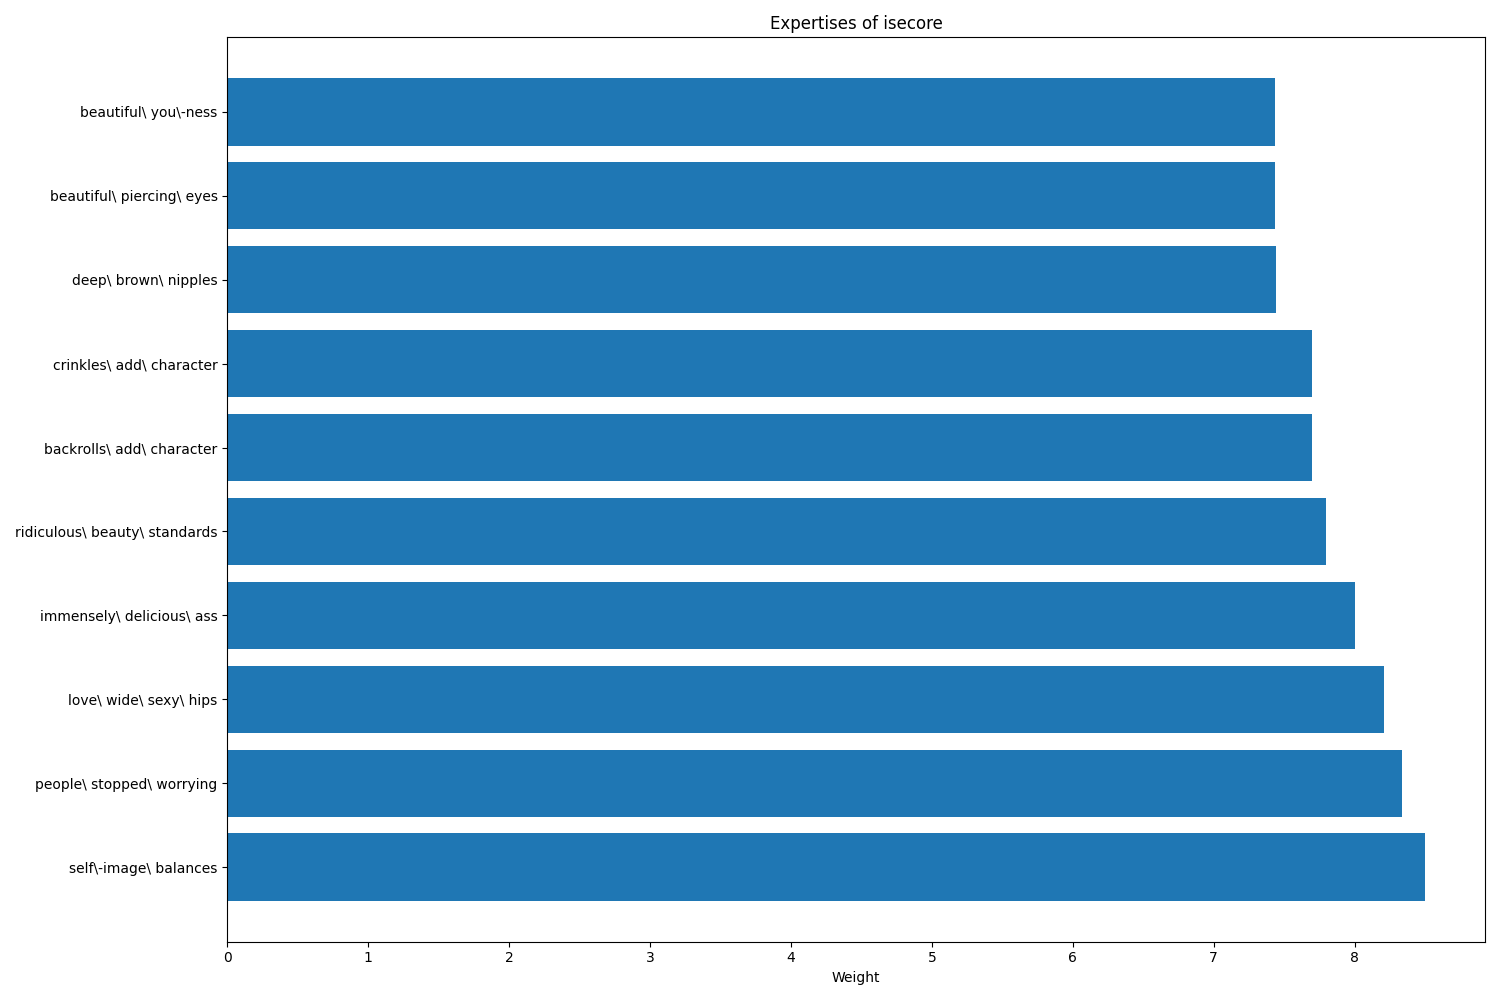 Expertises of isecore
beautiful\ you\-ness
beautiful\ piercing\ eyes
deep\ brown\ nipples
crinkles\ add\ character
backrolls\ add\ character
ridiculous\ beauty\ standards
immensely\ delicious\ ass
love\ wide\ sexy\ hips
people\ stopped\ worrying
self\-image\ balances
0 1 2 3 4 5 6 7 8
Weight